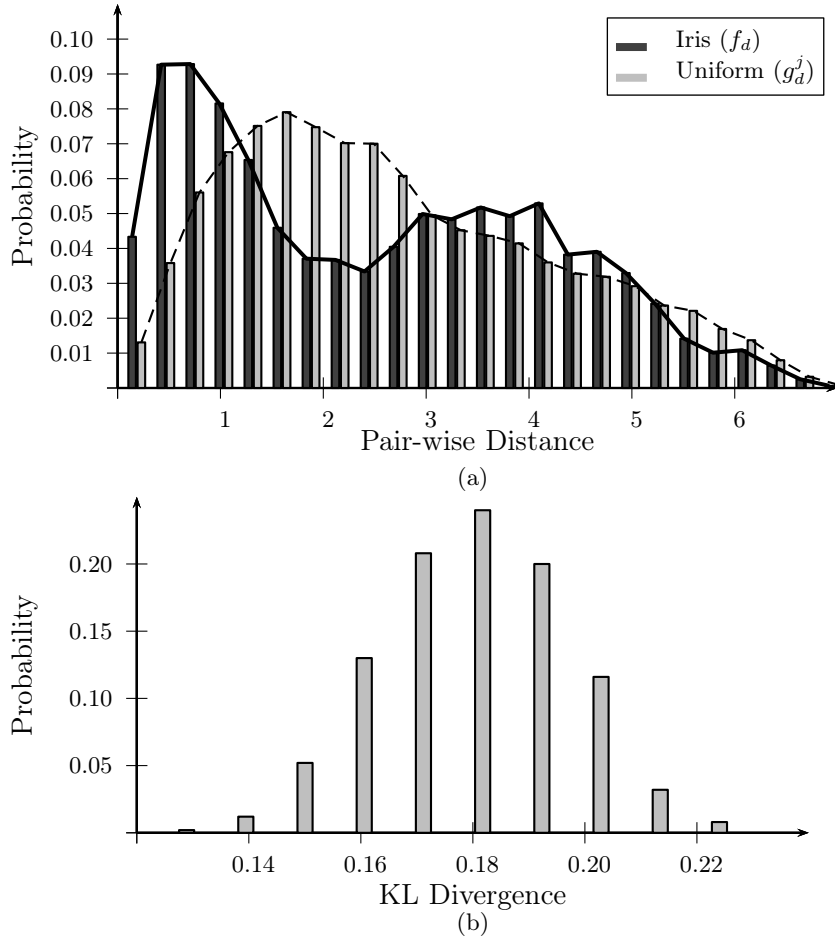 Iris (f_d)
Uniform (g_d^j)
Probability
0.10
0.09
0.08
0.07
0.06
0.05
0.04
0.03
0.02
0.01
1 2 3 4 5 6
Pair-wise Distance
(a)
Probability
0.20
0.15
0.10
0.05
0.14 0.16 0.18 0.20 0.22
KL Divergence
(b)